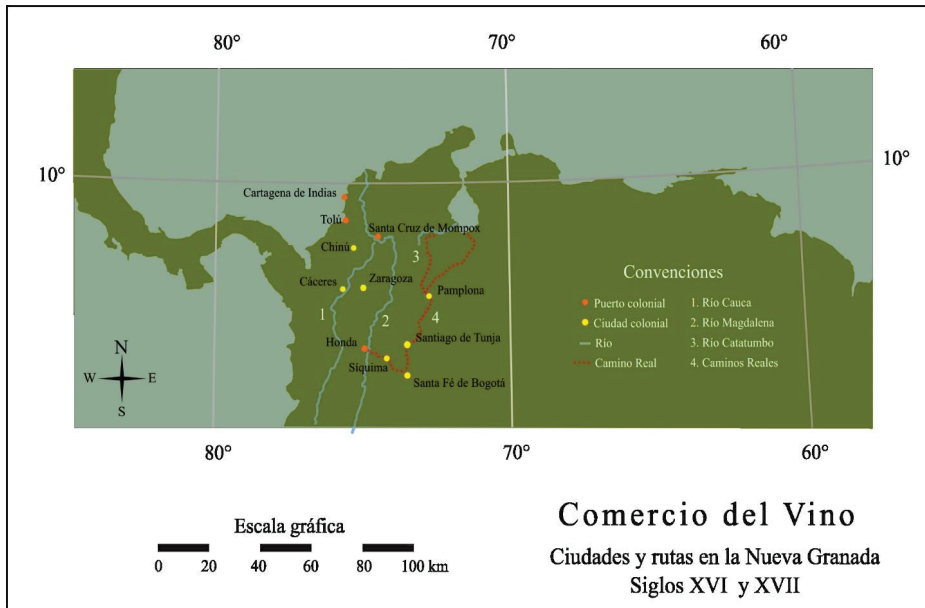 80° 70° 60°
10° 10°
Cartagena de Indias
Tolú
Santa Cruz de Mompox
Chinú
3
Convenciones
Cáceres Zaragoza
Pamplona
Puerto colonial 1. Río Cauca
1 2 4
Ciudad colonial 2. Río Magdalena
Honda Santiago de Tunja
Río 3. Río Catatumbo
Síquima
Camino Real 4. Caminos Reales
Santa Fé de Bogotá
N
W E
S
80° 70° 60°
Escala gráfica
0 20 40 60 80 100 km
Comercio del Vino
Ciudades y rutas en la Nueva Granada
Siglos XVI y XVII